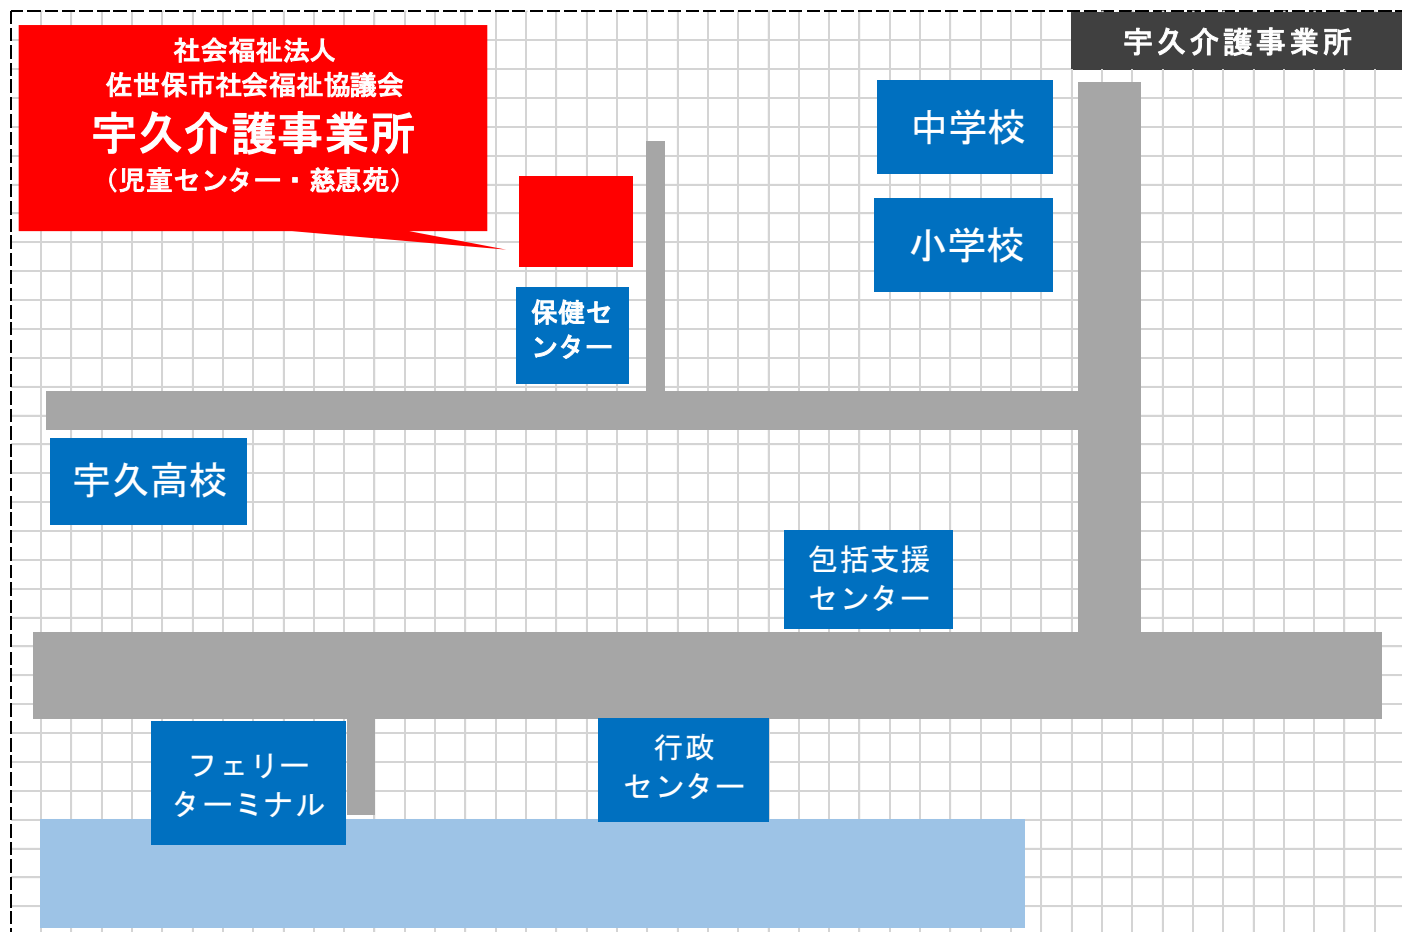 宇久介護事業所
社会福祉法人
佐世保市社会福祉協議会
宇久介護事業所
（児童センター・慈恵苑）
中学校
小学校
保健セ
ンター
宇久高校
包括支援
センター
フェリー
ターミナル
行政
センター